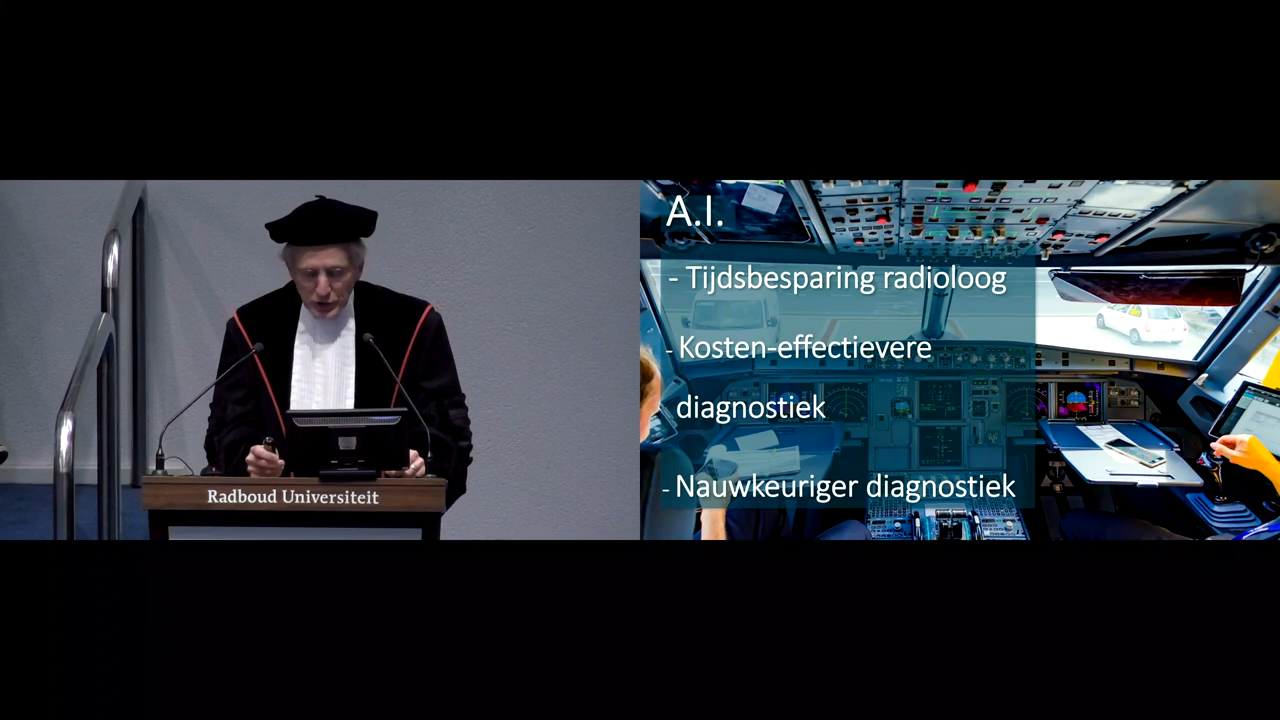 Radboud Universiteit
A.I.
- Tijdsbesparing radioloog
- Kosten-effectievere
diagnostiek
- Nauwkeuriger diagnostiek